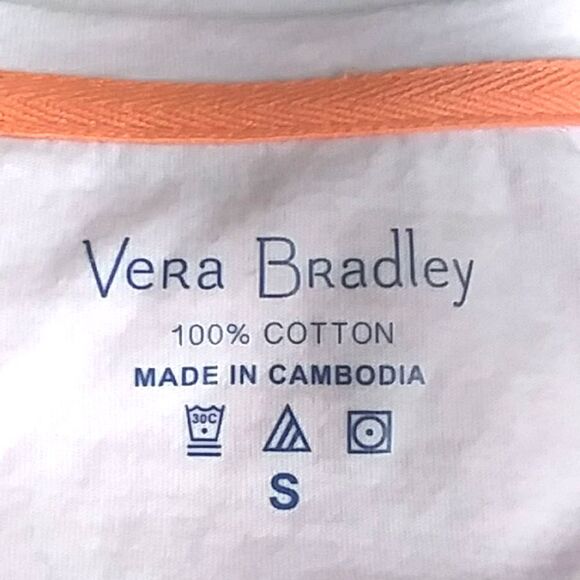 Vera Bradley
100% COTTON
MADE IN CAMBODIA
30C
S